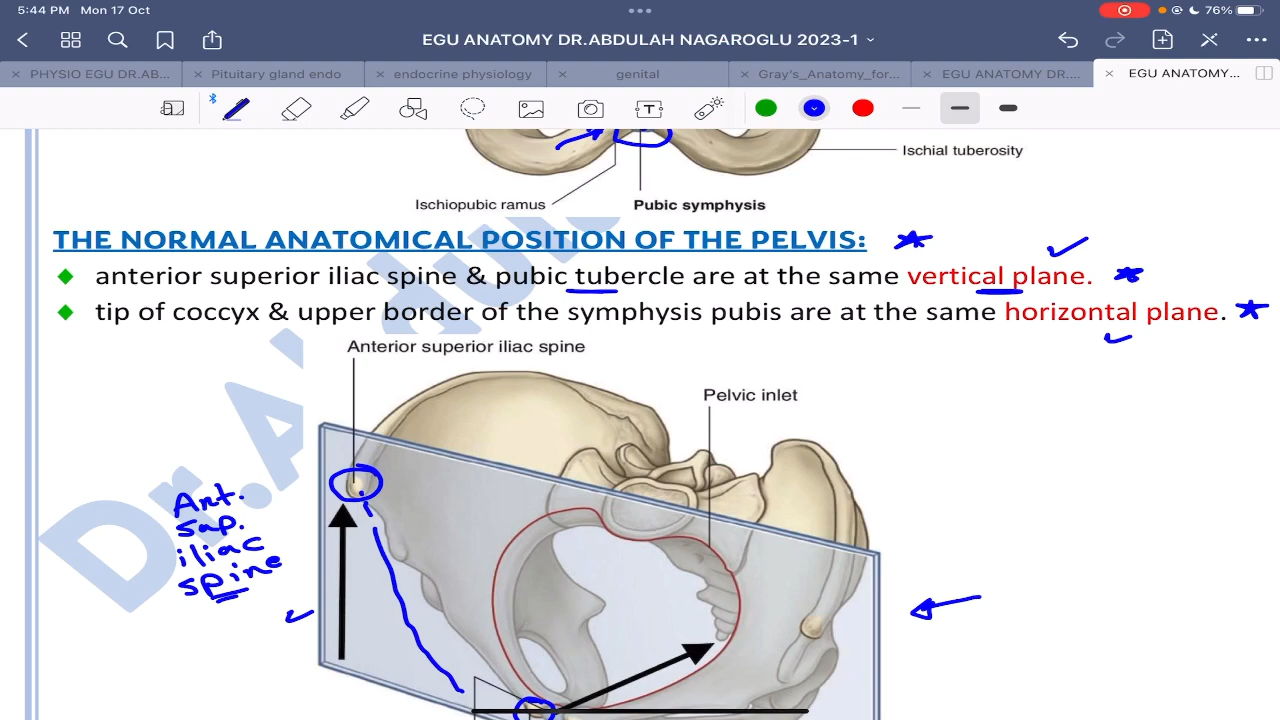 5:44 PM Mon 17 Oct
76%
EGU ANATOMY DR.ABDULAH NAGAROGLU 2023-1
PHYSIO EGU DR.AB...
Pituitary gland endo
endocrine physiology
genital
Gray's_Anatomy_for...
EGU ANATOMY DR....
EGU ANATOMY...
T
Ischial tuberosity
Ischiopubic ramus
Pubic symphysis
THE NORMAL ANATOMICAL POSITION OF THE PELVIS:
anterior superior iliac spine & pubic tubercle are at the same vertical plane.
tip of coccyx & upper border of the symphysis pubis are at the same horizontal plane.
Anterior superior iliac spine
Pelvic inlet
Ant.
Sup.
iliac
spine